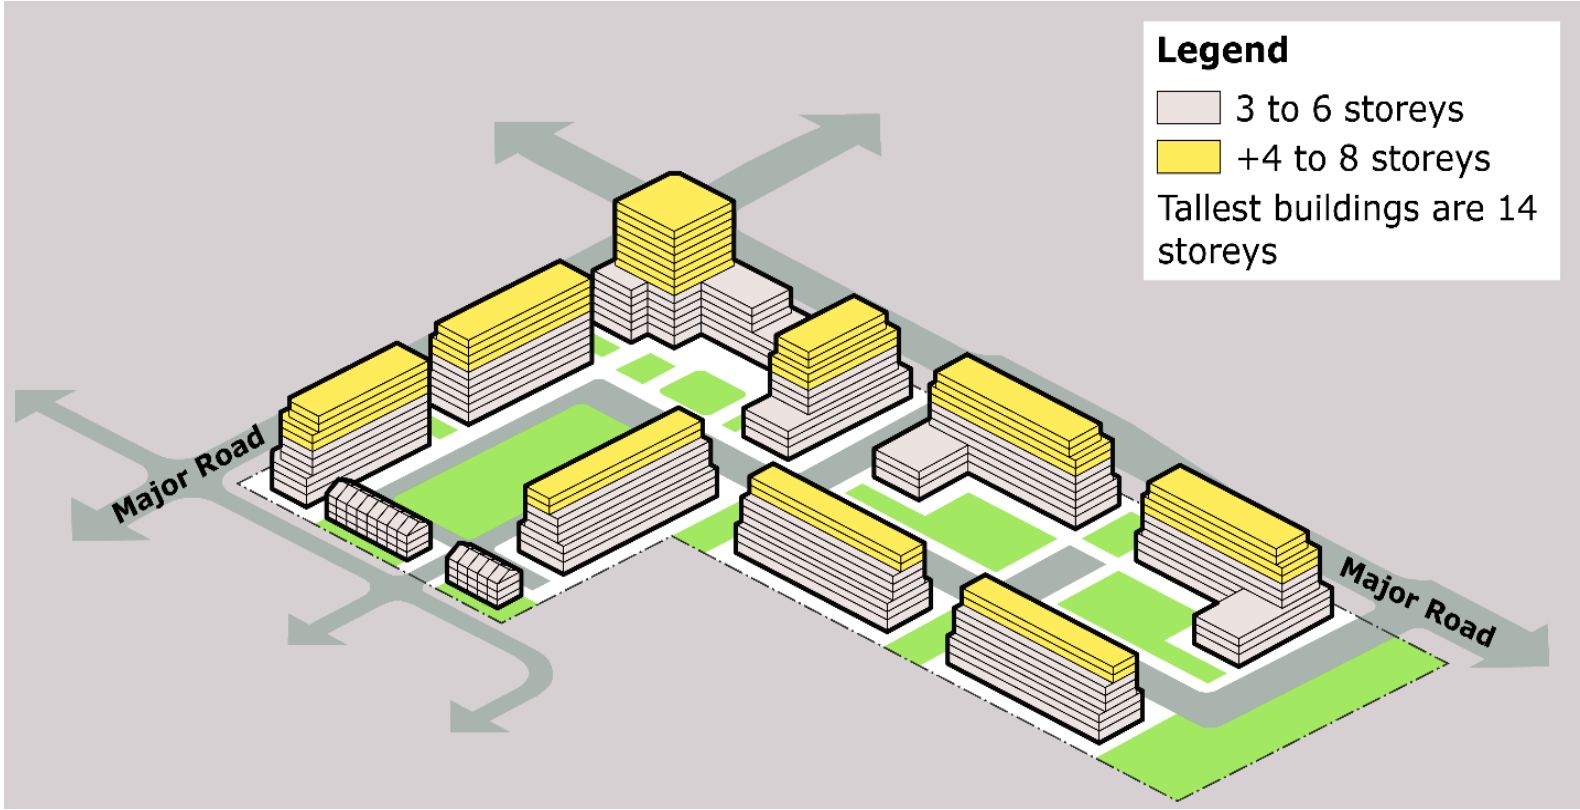 Legend
3 to 6 storeys
+4 to 8 storeys
Tallest buildings are 14
storeys
Major Road
Major Road